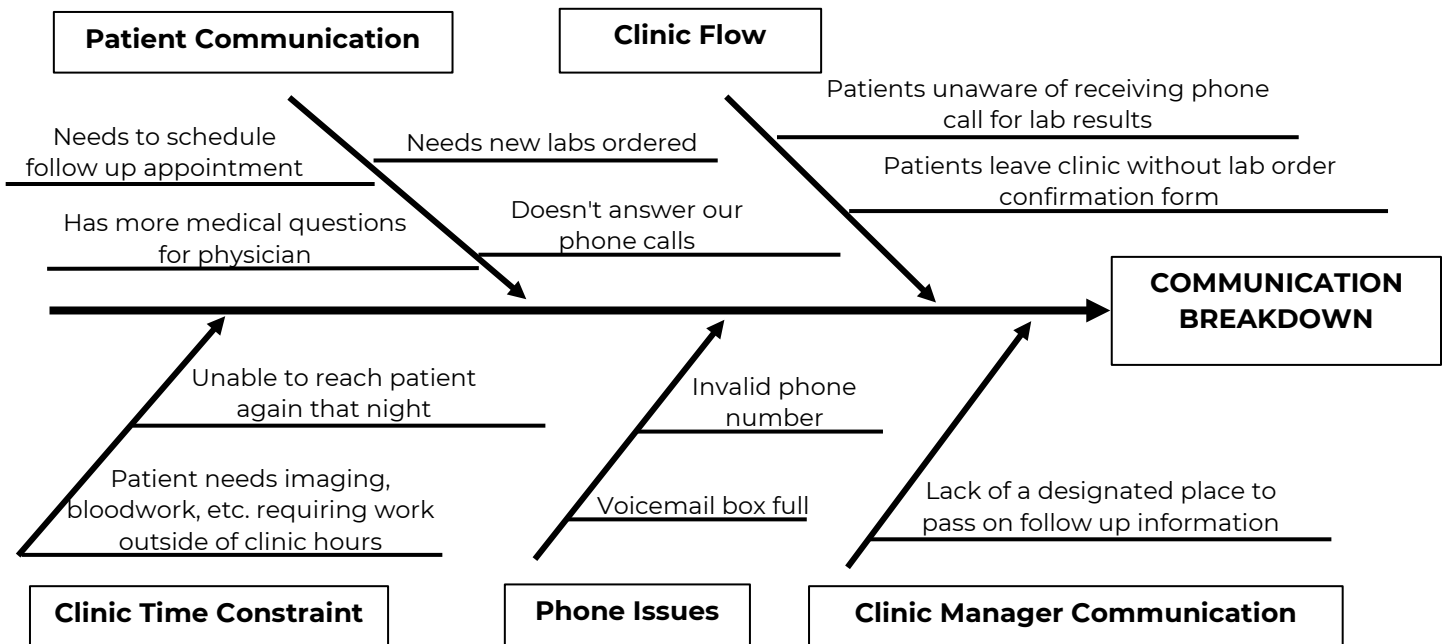 Patient Communication
Clinic Flow
Needs to schedule
follow up appointment
Needs new labs ordered
Has more medical questions
for physician
Doesn't answer our
phone calls
Patients unaware of receiving phone
call for lab results
Patients leave clinic without lab order
confirmation form
COMMUNICATION
BREAKDOWN
Unable to reach patient
again that night
Patient needs imaging,
bloodwork, etc. requiring work
outside of clinic hours
Invalid phone
number
Voicemail box full
Lack of a designated place to
pass on follow up information
Clinic Time Constraint
Phone Issues
Clinic Manager Communication